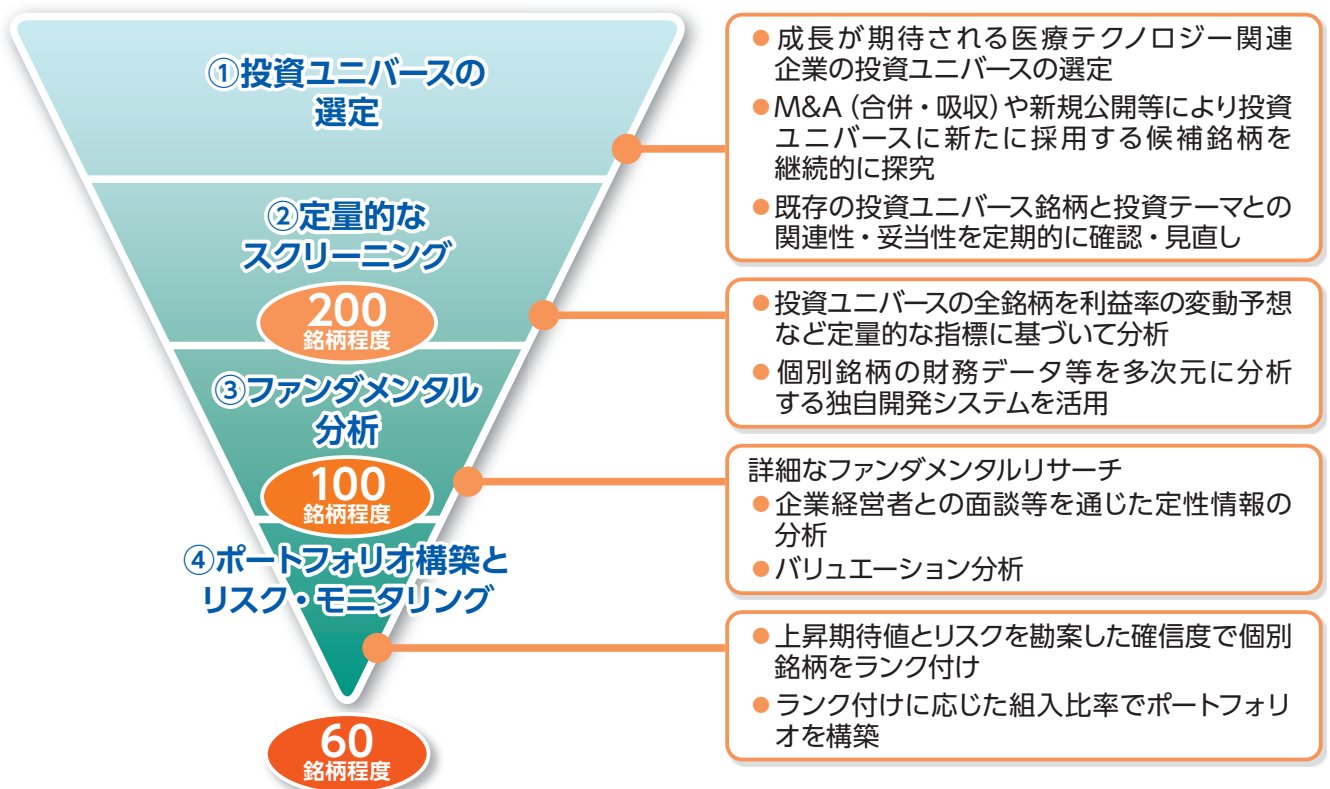 ①投資ユニバースの
選定
②定量的な
スクリーニング
200
銘柄程度
③ファンダメンタル
分析
100
銘柄程度
④ポートフォリオ構築と
リスク・モニタリング
60
銘柄程度
●成長が期待される医療テクノロジー関連
企業の投資ユニバースの選定
●M&A（合併・吸収）や新規公開等により投資
ユニバースに新たに採用する候補銘柄を
継続的に探究
●既存の投資ユニバース銘柄と投資テーマとの
関連性・妥当性を定期的に確認・見直し
●投資ユニバースの全銘柄を利益率の変動予想
など定量的な指標に基づいて分析
●個別銘柄の財務データ等を多次元に分析
する独自開発システムを活用
詳細なファンダメンタルリサーチ
●企業経営者との面談等を通じた定性情報の
分析
●バリュエーション分析
●上昇期待値とリスクを勘案した確信度で個別
銘柄をランク付け
●ランク付けに応じた組入比率でポートフォリ
オを構築